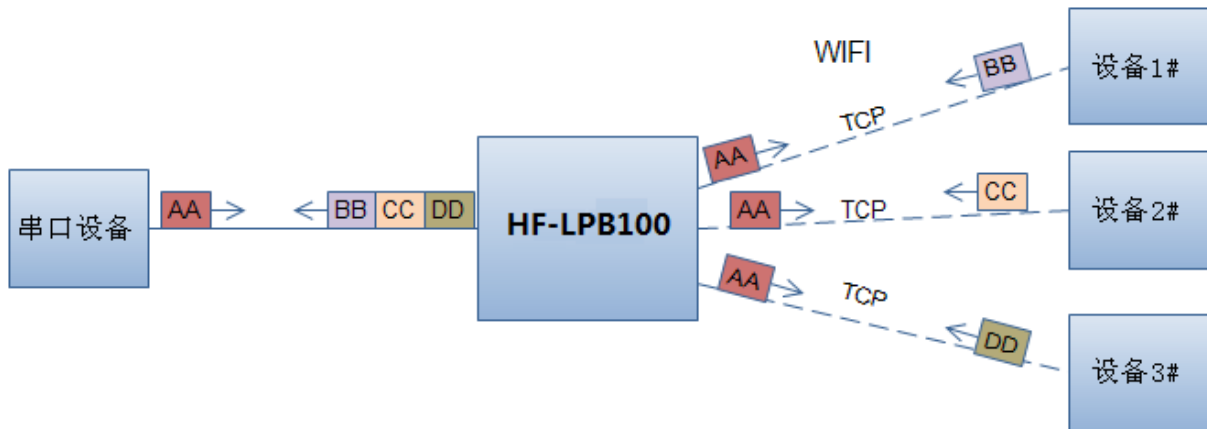 WIFI
设备1#
BB
TCP
AA
串口设备
AA
BB CC DD
HF-LPB100
AA
TCP
CC
设备2#
AA
TCP
DD
设备3#